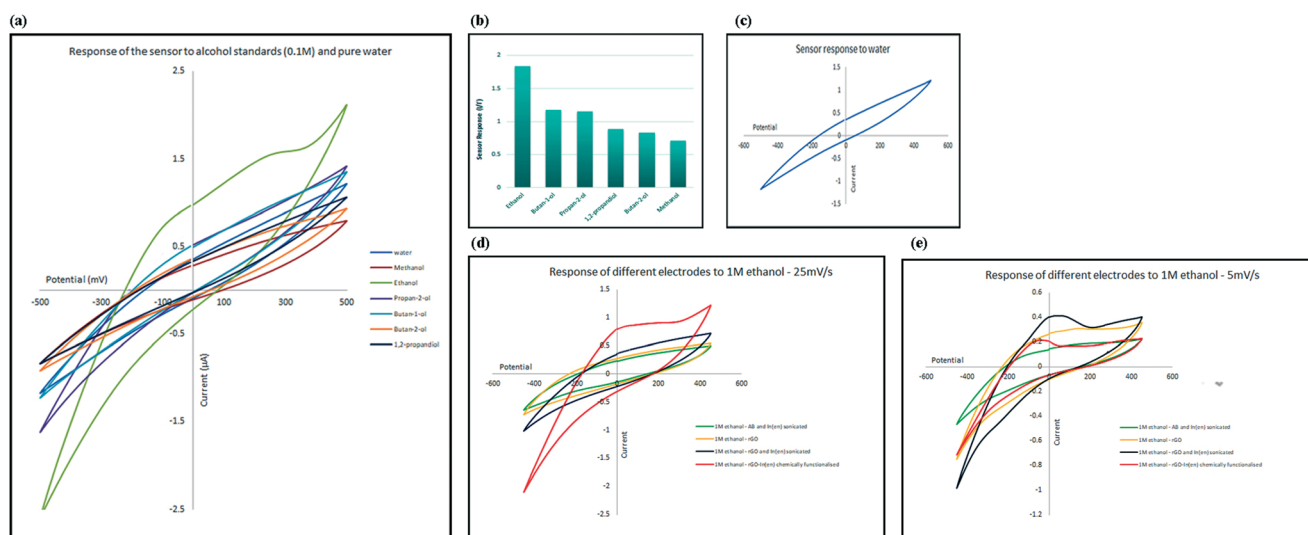 (a)
Response of the sensor to alcohol standards (0.1M) and pure water
2.5
1.5
0.5
Potential (mV)
-500
-300
-100
100
300
500
-0.5
-1.5
-2.5
Current (µA)
water
Methanol
Ethanol
Propan-2-ol
Butan-1-ol
Butan-2-ol
1,2-propandiol
(b)
2
1.5
1
0.5
0
Sensor Response (I/I')
Ethanol
Butan-1-ol
Propan-2-ol
1,2-propandiol
Butan-2-ol
Methanol
(c)
Sensor response to water
1.5
1
0.5
0
-0.5
-1
-1.5
Potential
-600
-400
-200
0
200
400
600
Current
(d)
Response of different electrodes to 1M ethanol - 25mV/s
1.5
1
0.5
0
-0.5
-1
-1.5
-2
-2.5
Potential
-600
-400
-200
0
200
400
600
Current
1M ethanol - AB and In(en) sonicated
1M ethanol - rGO
1M ethanol - rGO and In(en) sonicated
1M ethanol - rGO-In(en) chemically functionalised
(e)
Response of different electrodes to 1M ethanol - 5mV/s
0.6
0.4
0.2
0
-0.2
-0.4
-0.6
-0.8
-1
-1.2
Potential
-600
-400
-200
0
200
400
600
Current
1M ethanol - AB and In(en) sonicated
1M ethanol - rGO
1M ethanol - rGO and In(en) sonicated
1M ethanol - rGO-In(en) chemically functionalised